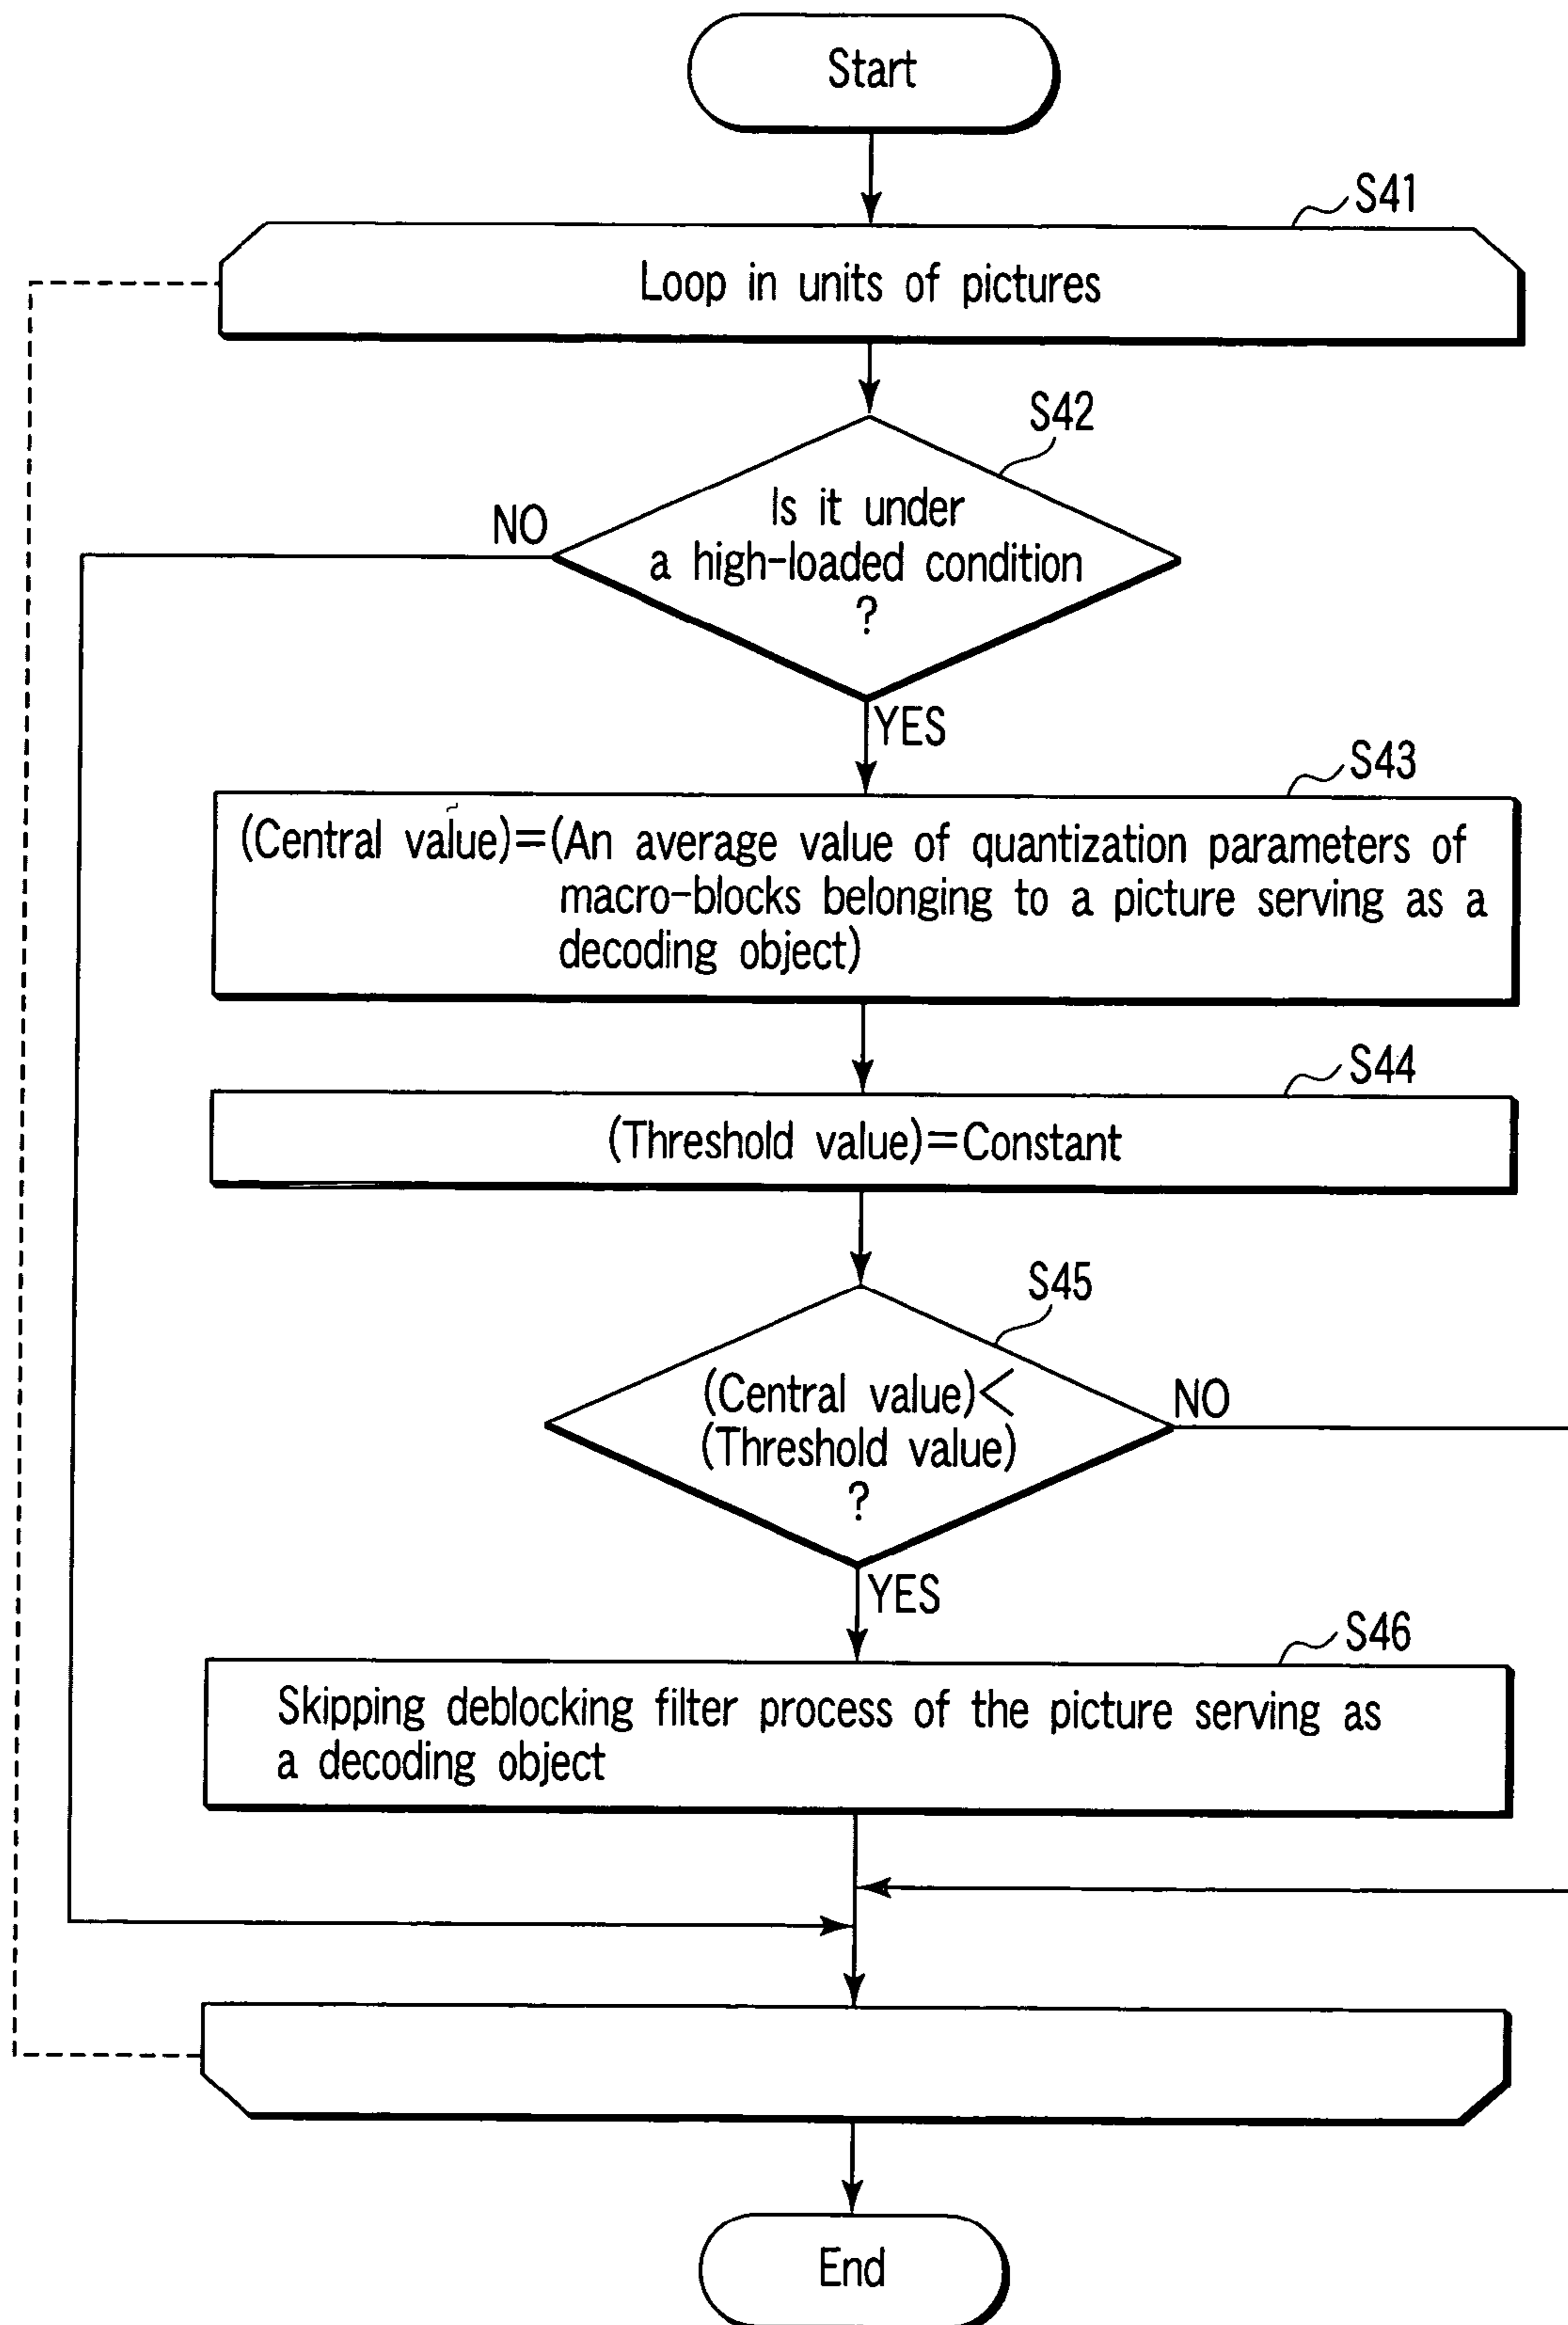 Start
S41
Loop in units of pictures
S42
Is it under
a high-loaded condition
?
NO
YES
S43
(Central value)=(An average value of quantization parameters of
macro-blocks belonging to a picture serving as a
decoding object)
S44
(Threshold value)=Constant
S45
(Central value)<
(Threshold value)
?
NO
YES
S46
Skipping deblocking filter process of the picture serving as
a decoding object
End